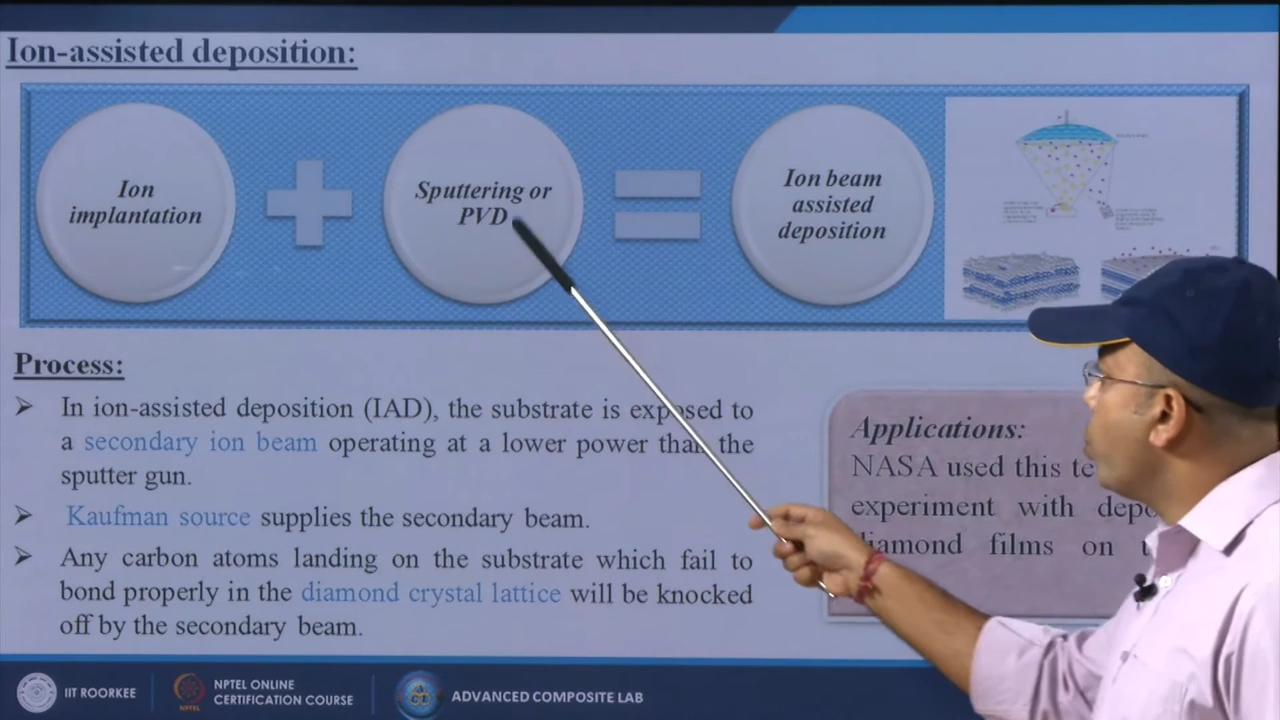 Ion-assisted deposition:
Ion
implantation
Sputtering or
PVD
Ion beam
assisted
deposition
Process:
➢ In ion-assisted deposition (IAD), the substrate is exposed to
a secondary ion beam operating at a lower power than the
sputter gun.
➢ Kaufman source supplies the secondary beam.
➢ Any carbon atoms landing on the substrate which fail to
bond properly in the diamond crystal lattice will be knocked
off by the secondary beam.
Applications:
NASA used this
experiment with
diamond films on
IIT ROORKEE
NPTEL
NPTEL ONLINE
CERTIFICATION COURSE
ADVANCED COMPOSITE LAB